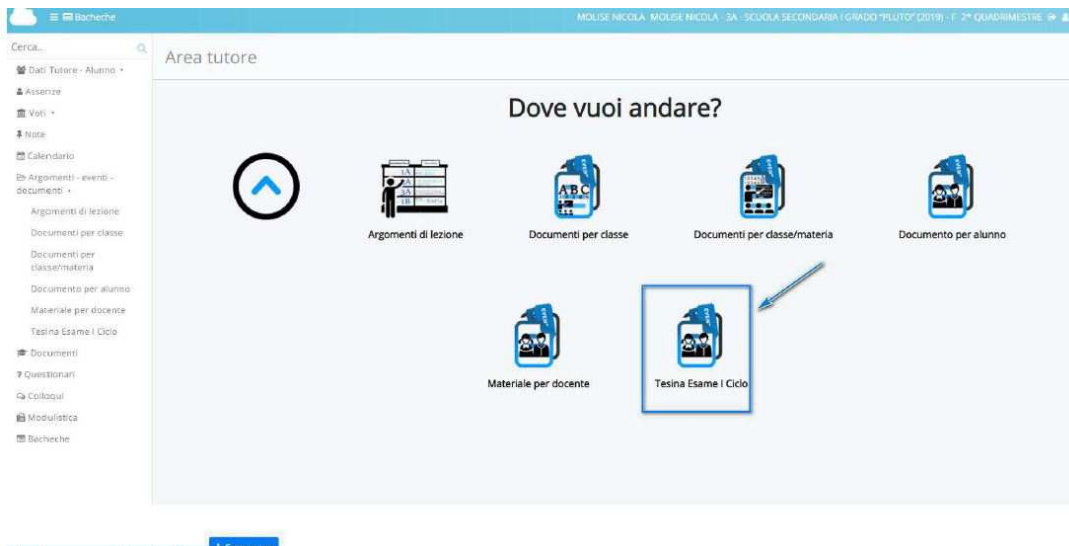 Bacheche
MOLISE NICOLA MOLISE NICOLA - 3A - SCUOLA SECONDARIA I GRADO "PLUTO" (2019) - F 2° QUADRIMESTRE
Cerca...
Area tutore
Dati Tutore - Alunno
Assenze
Voti
Note
Calendario
Argomenti - eventi -
documenti
Argomenti di lezione
Documenti per classe
Documenti per
classe/materia
Documento per alunno
Materiale per docente
Tesina Esame I Ciclo
Documenti
Questionari
Colloqui
Modulistica
Bacheche
Dove vuoi andare?
Argomenti di lezione
Documenti per classe
Documenti per classe/materia
Documento per alunno
Materiale per docente
Tesina Esame I Ciclo